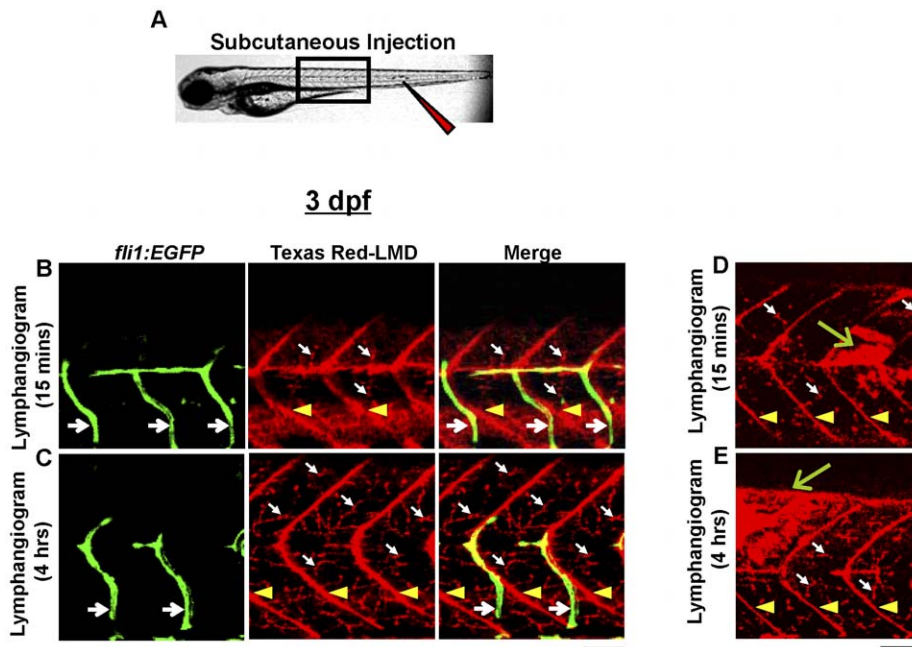 A
Subcutaneous Injection
3 dpf
fli1:EGFP
Texas Red-LMD
Merge
B
Lymphangiogram
(15 mins)
C
Lymphangiogram
(4 hrs)
D
Lymphangiogram
(15 mins)
E
Lymphangiogram
(4 hrs)